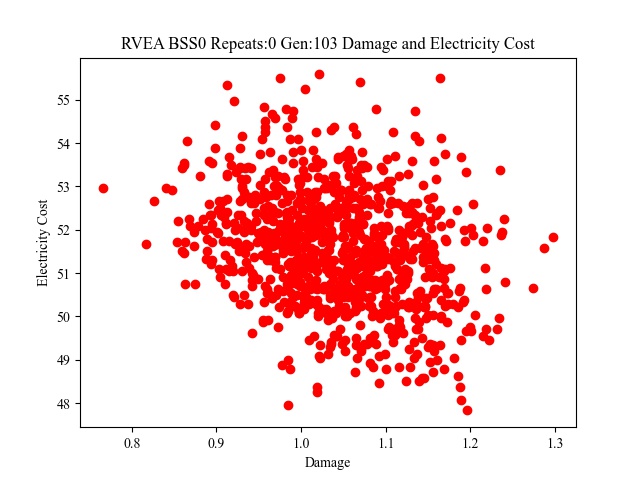 RVEA BSS0 Repeats:0 Gen:103 Damage and Electricity Cost
55
54
53
52
51
50
49
48
Electricity Cost
0.8 0.9 1.0 1.1 1.2 1.3
Damage